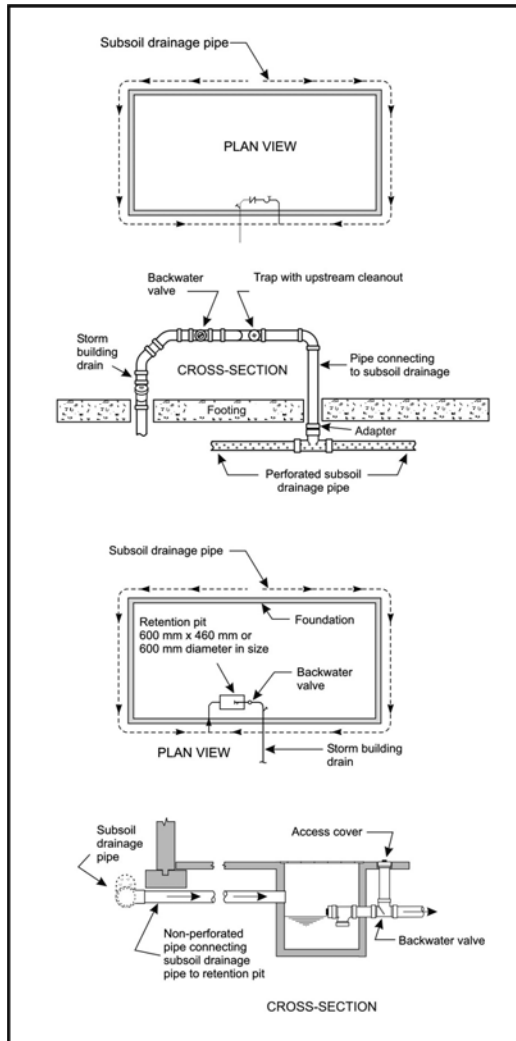 Subsoil drainage pipe
PLAN VIEW
Backwater
valve
Trap with upstream cleanout
Storm
building
drain
CROSS-SECTION
Pipe connecting
to subsoil drainage
Footing
Adapter
Perforated subsoil
drainage pipe
Subsoil drainage pipe
Retention pit
600 mm x 460 mm or
600 mm diameter in size
Foundation
Backwater
valve
PLAN VIEW
Storm building
drain
Subsoil
drainage
pipe
Access cover
Non-perforated
pipe connecting
subsoil drainage
pipe to retention pit
Backwater valve
CROSS-SECTION